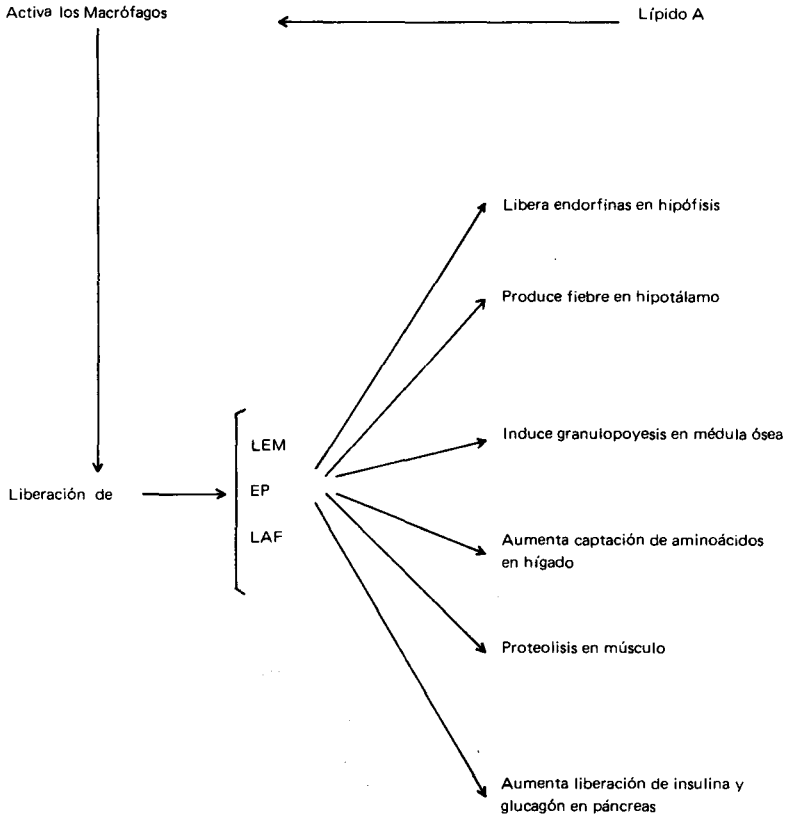 Activa los Macrófagos
Lípido A
Libera endorfinas en hipófisis
Produce fiebre en hipotálamo
Induce granulopoyesis en médula ósea
LEM
Liberación de
EP
LAF
Aumenta captación de aminoácidos
en hígado
Proteolisis en músculo
Aumenta liberación de insulina y
glucagón en páncreas